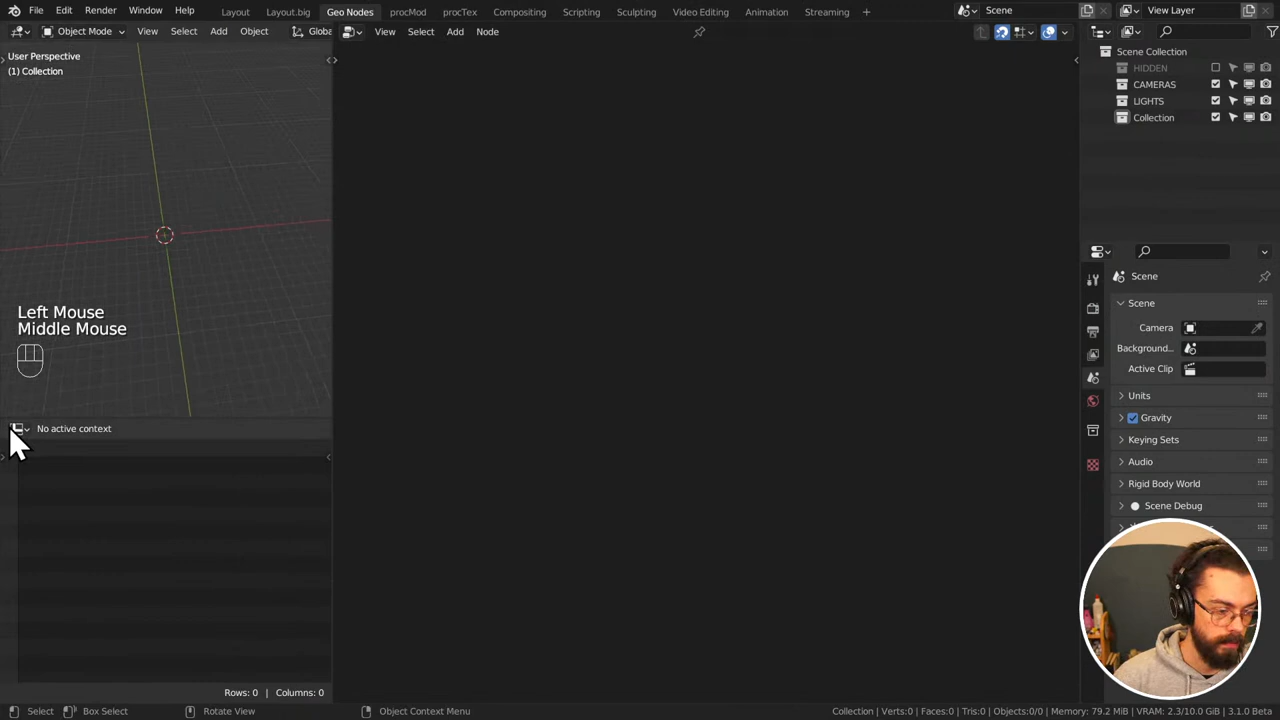 File Edit Render Window Help Layout Layout.big Geo Nodes procMod procTex Compositing Scripting Sculpting Video Editing Animation Streaming + Scene View Layer
Object Mode View Select Add Object Globa
View Select Add Node
User Perspective
(1) Collection
Scene Collection
HIDDEN
CAMERAS
LIGHTS
Collection
Scene
Scene
Camera
Background...
Active Clip
Units
Gravity
Keying Sets
Audio
Rigid Body World
Scene Debug
Left Mouse
Middle Mouse
No active context
Rows: 0 | Columns: 0
Select Box Select Rotate View Object Context Menu Collection | Verts:0 | Faces:0 | Tris:0 | Objects:0/0 | Memory: 79.2 MiB | VRAM: 2.3/10.0 GiB | 3.1.0 Beta